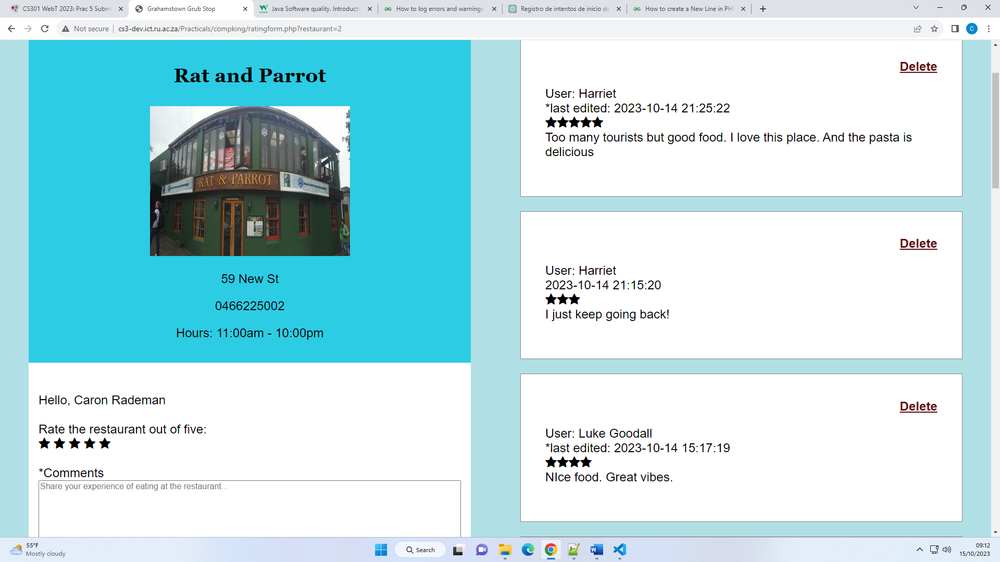 CS301 WebT 2023: Prac 5 Submi
Grahamstown Grub Stop
Java Software quality. Introducti
How to log errors and warnings
Registro de intentos de inicio de
How to create a New Line in PHP
Not secure
cs3-dev.ict.ru.ac.za/Practicals/compking/ratingform.php?restaurant=2
C
Rat and Parrot
RAT & PARROT
59 New St
0466225002
Hours: 11:00am - 10:00pm
Hello, Caron Rademan
Rate the restaurant out of five:
*Comments
Share your experience of eating at the restaurant...
Delete
User: Harriet
*last edited: 2023-10-14 21:25:22
Too many tourists but good food. I love this place. And the pasta is
delicious
Delete
User: Harriet
2023-10-14 21:15:20
I just keep going back!
Delete
User: Luke Goodall
*last edited: 2023-10-14 15:17:19
NIce food. Great vibes.
55°F
Mostly cloudy
Search
09:12
15/10/2023